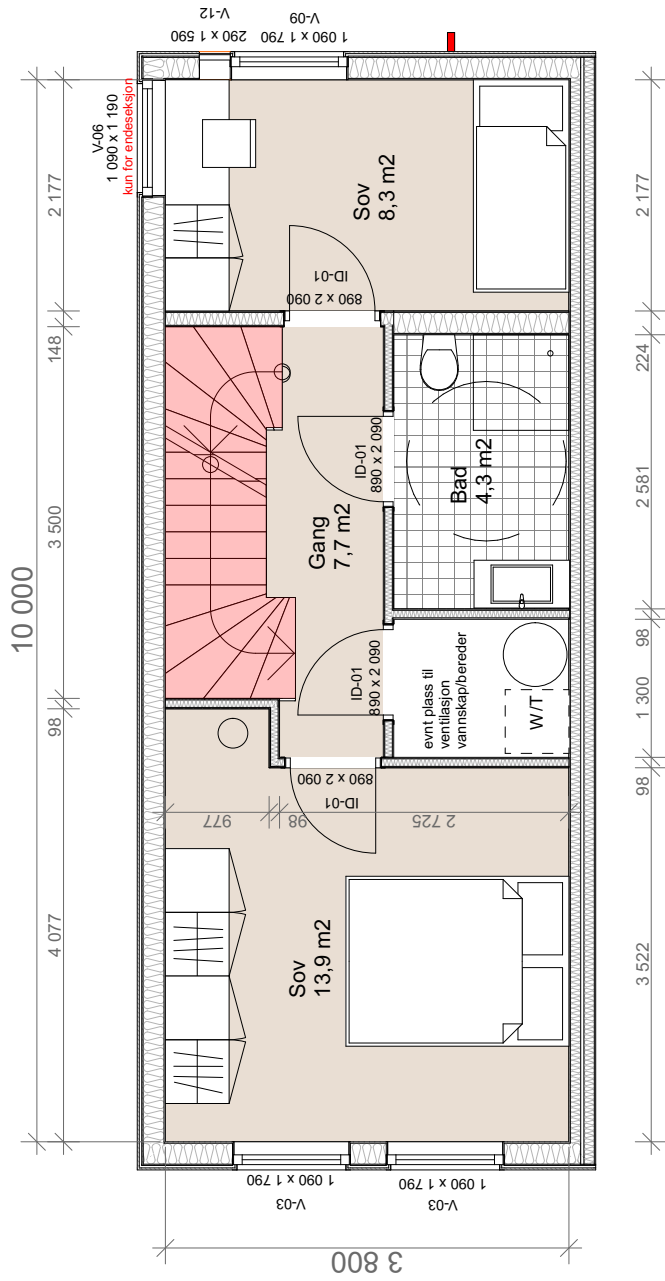 V-12
290 x 1 590
V-09
1 090 x 1 790
V-06
1 090 x 1 190
kun for endeseksjon
10 000
2 177
148
3 500
98
4 077
2 177
224
2 581
98
1 300
98
3 522
Sov
8,3 m2
ID-01
890 x 2 090
ID-01
890 x 2 090
Bad
4,3 m2
Gang
7,7 m2
ID-01
890 x 2 090
evnt plass til
ventilasjon
vannskap/bereder
W/T
890 x 2 090
ID-01
977
98
2 725
Sov
13,9 m2
1 090 x 1 790
V-03
1 090 x 1 790
V-03
3 800